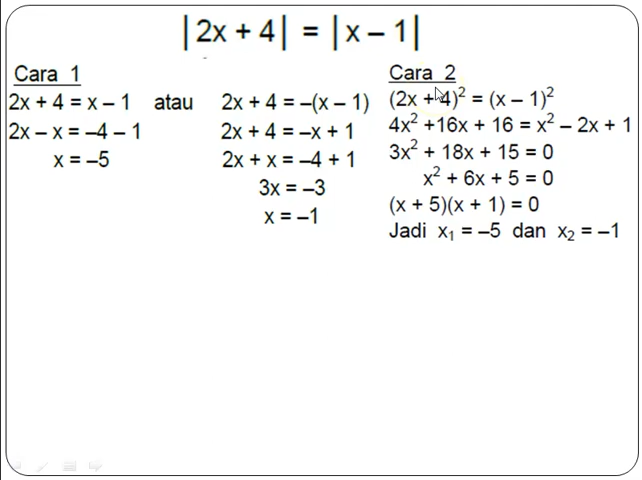 |2x + 4| = |x – 1|
Cara 1
2x + 4 = x – 1 atau
2x – x = –4 – 1
x = –5
2x + 4 = –(x – 1)
2x + 4 = –x + 1
2x + x = –4 + 1
3x = –3
x = –1
Cara 2
(2x + 4)² = (x – 1)²
4x² +16x + 16 = x² – 2x + 1
3x² + 18x + 15 = 0
x² + 6x + 5 = 0
(x + 5)(x + 1) = 0
Jadi x₁ = –5 dan x₂ = –1